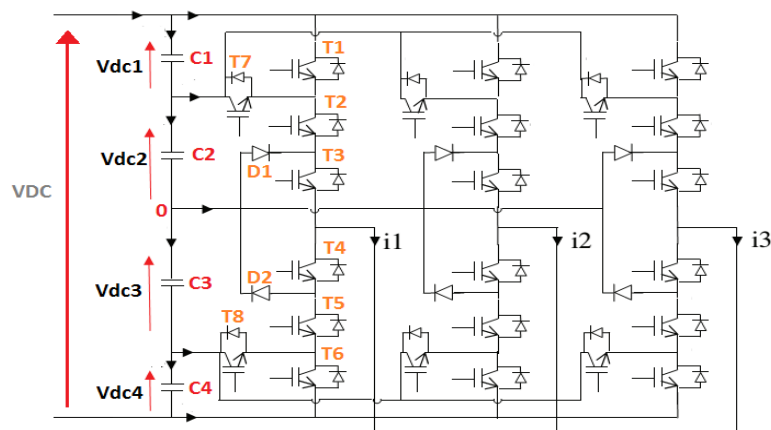 T1
Vdc1
C1
T7
T2
Vdc2
C2
T3
D1
VDC
0
i1
i2
i3
T4
Vdc3
C3
D2
T8
T5
T6
Vdc4
C4